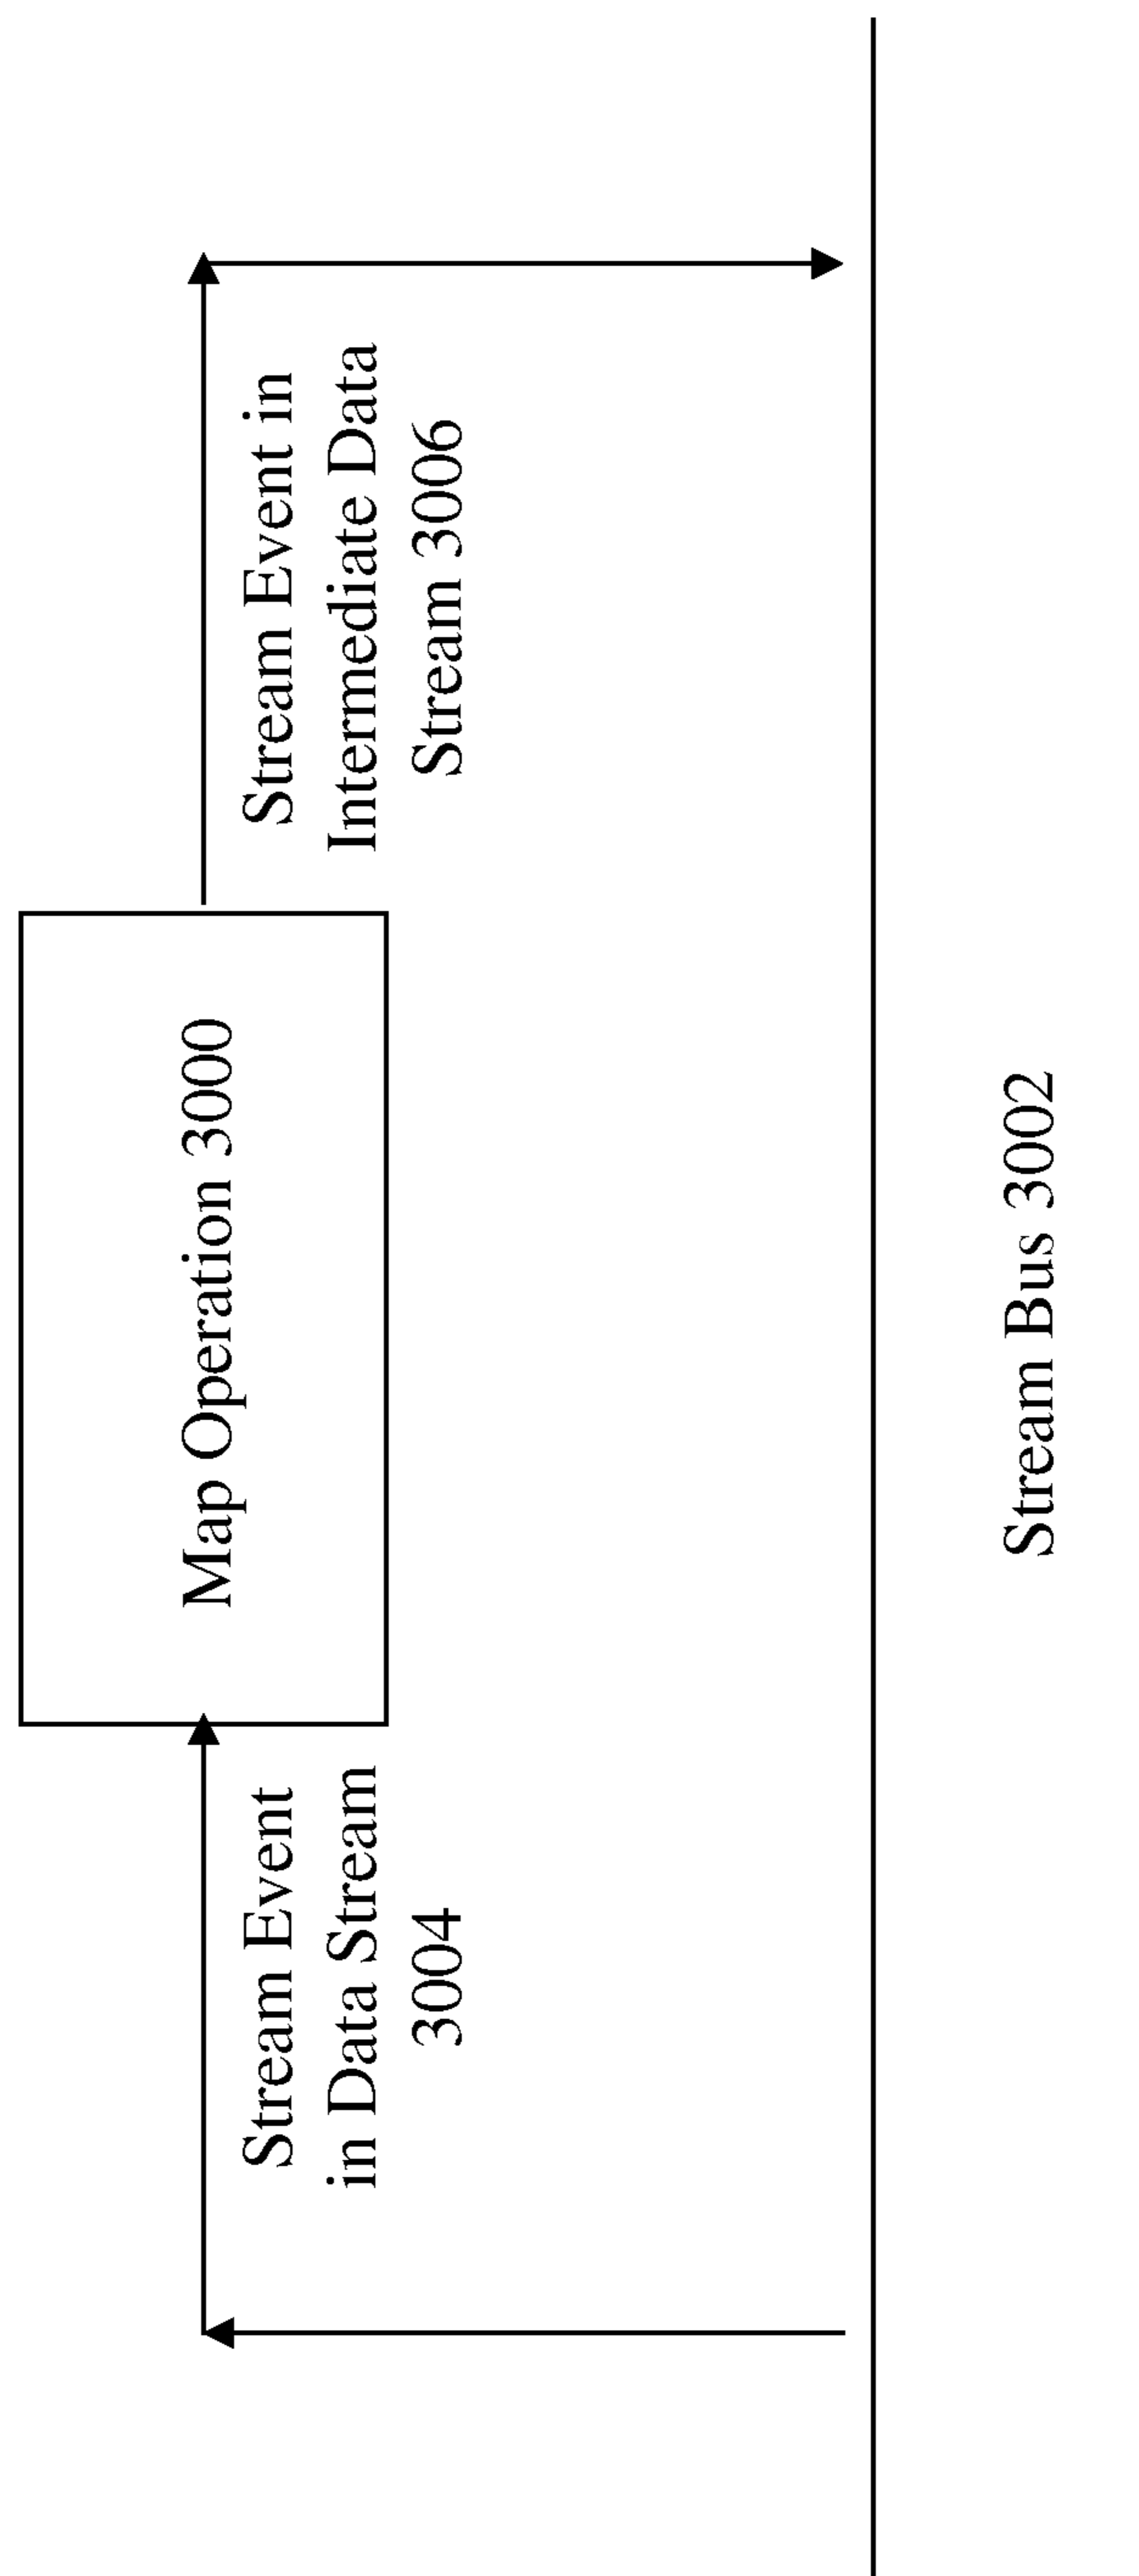 Map Operation 3000
Stream Event
in Data Stream
3004
Stream Event in
Intermediate Data
Stream 3006
Stream Bus 3002